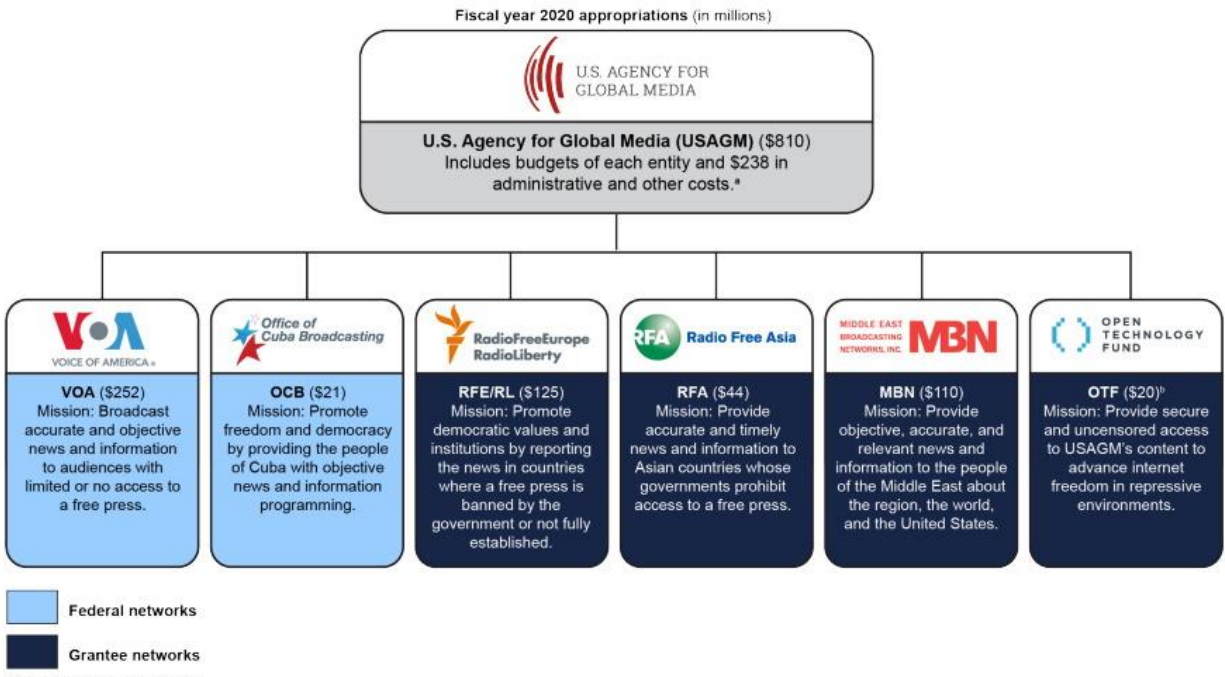 Fiscal year 2020 appropriations (in millions)
U.S. AGENCY FOR
GLOBAL MEDIA
U.S. Agency for Global Media (USAGM) ($810)
Includes budgets of each entity and $238 in
administrative and other costs.ª
VOA
VOICE OF AMERICA®
VOA ($252)
Mission: Broadcast
accurate and objective
news and information
to audiences with
limited or no access to
a free press.
Office of
Cuba Broadcasting
OCB ($21)
Mission: Promote
freedom and democracy
by providing the people
of Cuba with objective
news and information
programming.
RadioFreeEurope
RadioLiberty
RFE/RL ($125)
Mission: Promote
democratic values and
institutions by reporting
the news in countries
where a free press is
banned by the
government or not fully
established.
RFA Radio Free Asia
RFA ($44)
Mission: Provide
accurate and timely
news and information to
Asian countries whose
governments prohibit
access to a free press.
MIDDLE EAST
BROADCASTING
NETWORKS, INC.
MBN
MBN ($110)
Mission: Provide
objective, accurate, and
relevant news and
information to the people
of the Middle East about
the region, the world,
and the United States.
OPEN
TECHNOLOGY
FUND
OTF ($20)ᵇ
Mission: Provide secure
and uncensored access
to USAGM's content to
advance internet
freedom in repressive
environments.
Federal networks
Grantee networks